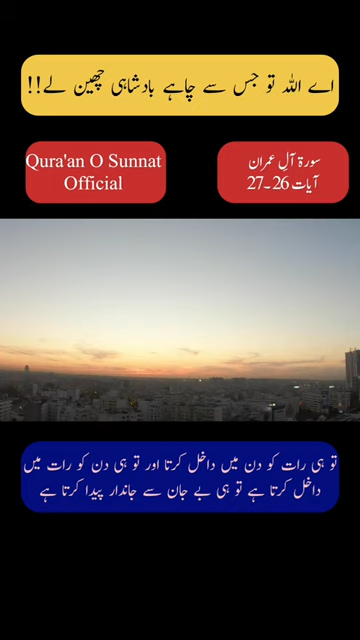 اے اللہ تو جس سے چاہے بادشاہی چھین لے!!
Qura'an O Sunnat
Official
سورۃ آلِ عمران
آیات 26۔27
تو ہی رات کو دن میں داخل کرتا اور تو ہی دن کو رات میں
داخل کرتا ہے تو ہی بے جان سے جاندار پیدا کرتا ہے